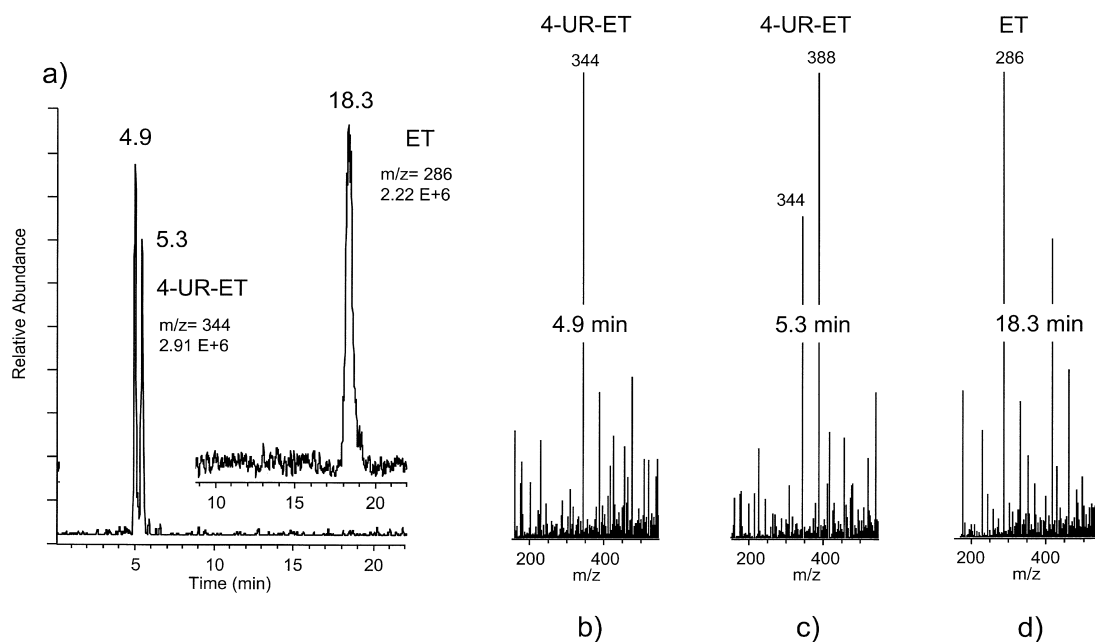 a)
4.9
5.3
4-UR-ET
m/z= 344
2.91 E+6
18.3
ET
m/z= 286
2.22 E+6
Relative Abundance
10
15
20
5
10
15
20
Time (min)
4-UR-ET
344
4.9 min
200
400
m/z
b)
4-UR-ET
388
344
5.3 min
200
400
m/z
c)
ET
286
18.3 min
200
400
m/z
d)